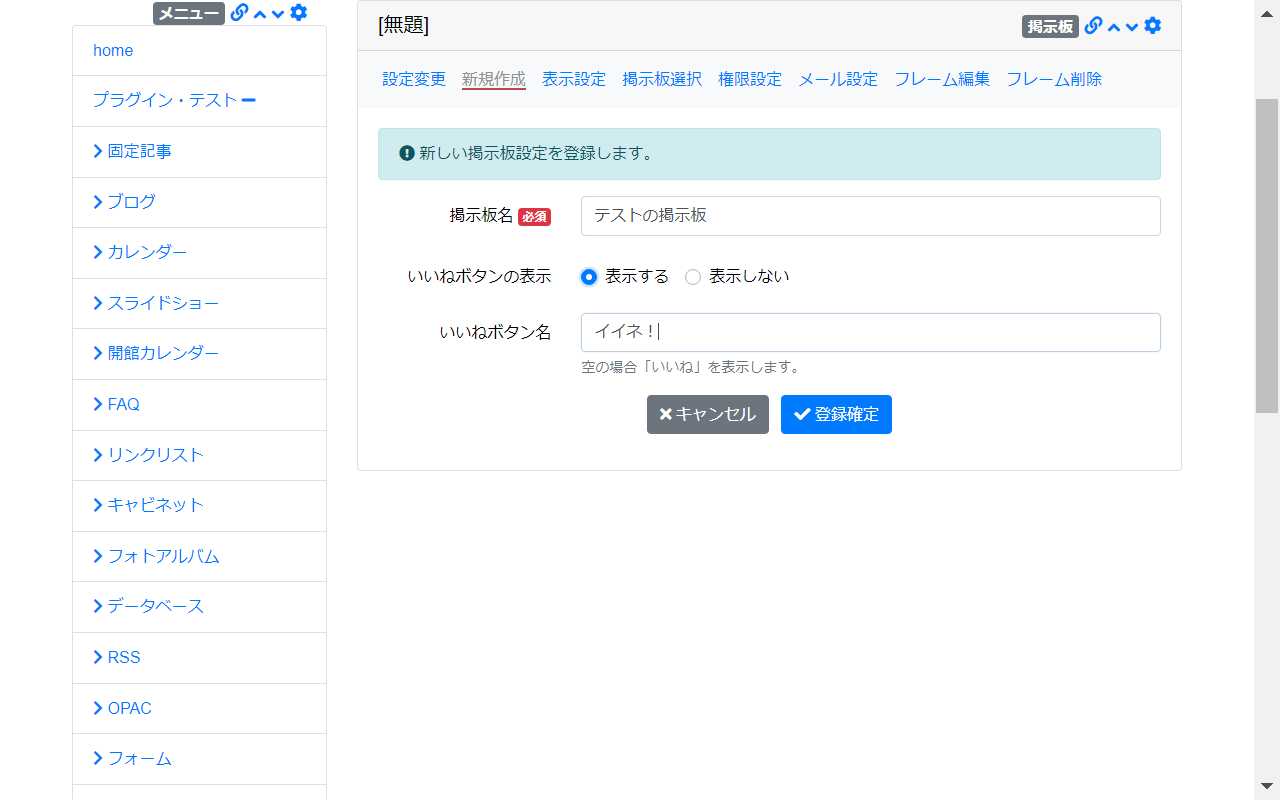 メニュー
home
プラグイン・テスト
固定記事
ブログ
カレンダー
スライドショー
開館カレンダー
FAQ
リンクリスト
キャビネット
フォトアルバム
データベース
RSS
OPAC
フォーム
[無題] 掲示板
設定変更 新規作成 表示設定 掲示板選択 権限設定 メール設定 フレーム編集 フレーム削除
新しい掲示板設定を登録します。
掲示板名 必須 テストの掲示板
いいねボタンの表示 表示する 表示しない
いいねボタン名 イイネ！
空の場合「いいね」を表示します。
キャンセル 登録確定